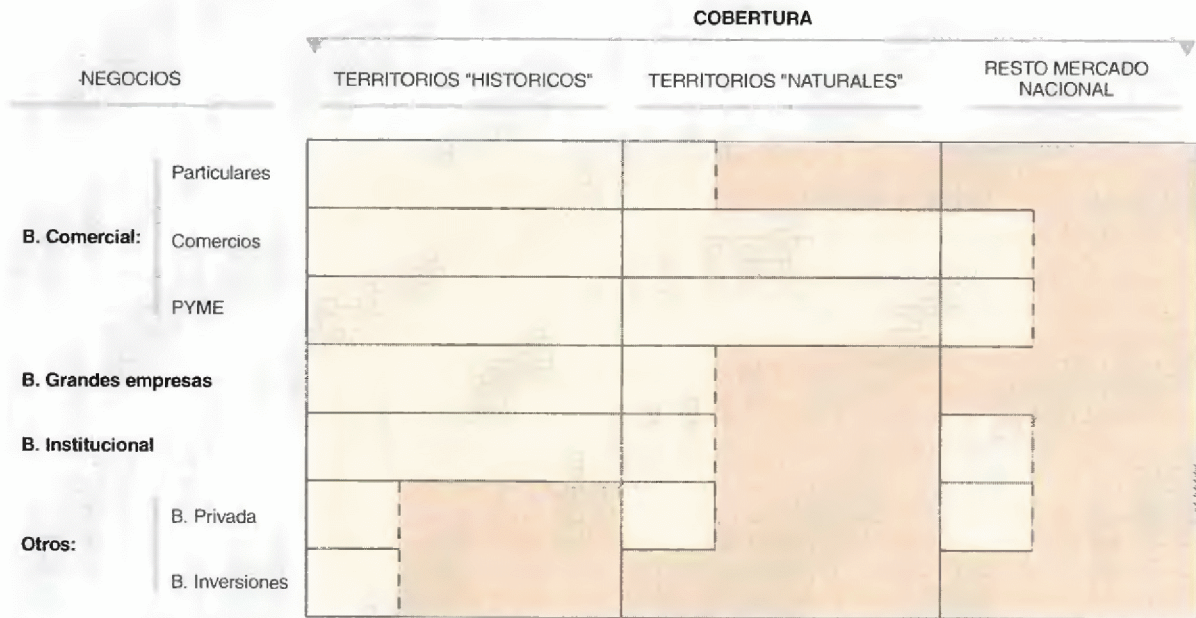 COBERTURA
NEGOCIOS
TERRITORIOS "HISTORICOS"
TERRITORIOS "NATURALES"
RESTO MERCADO
NACIONAL
Particulares
B. Comercial:
Comercios
PYME
B. Grandes empresas
B. Institucional
B. Privada
Otros:
B. Inversiones